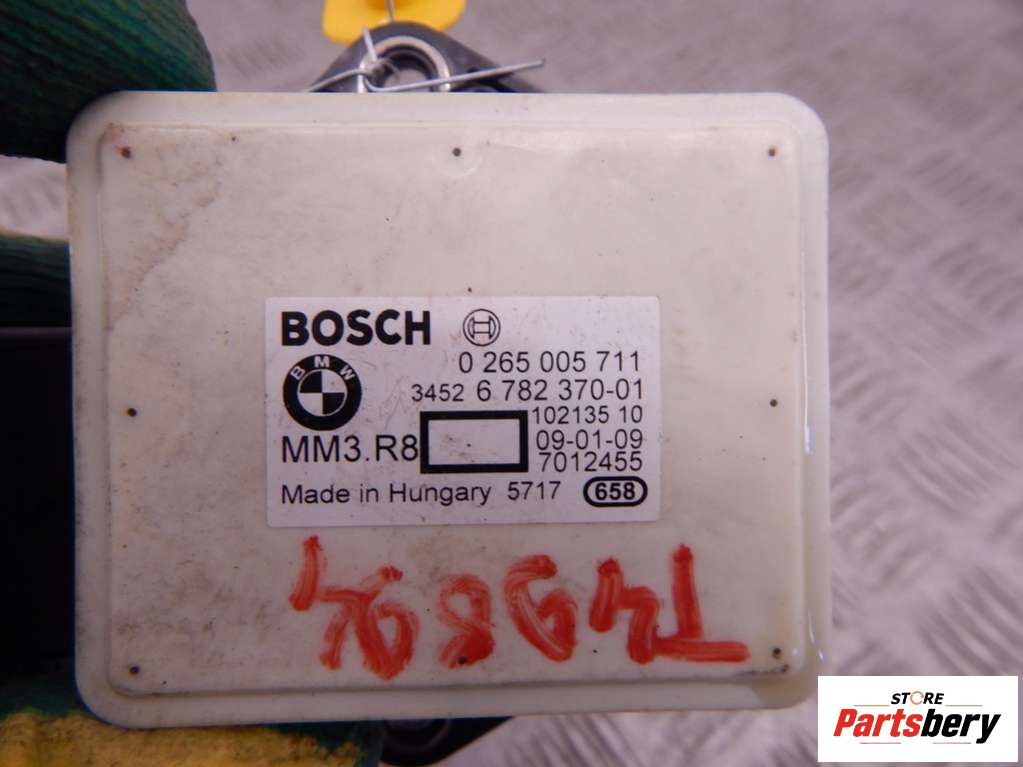 BOSCH
0 265 005 711
BMW
3452 6 782 370-01
102135 10
MM3.R8 09-01-09
7012455
Made in Hungary 5717 658
STORE
Partsbery